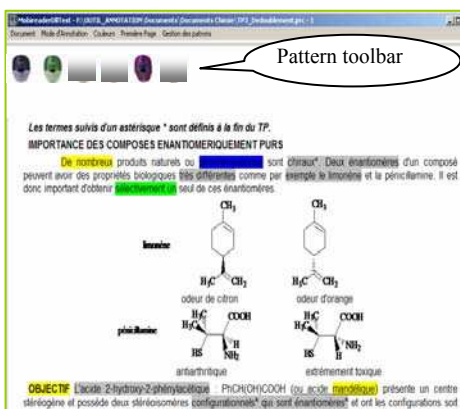 MobireaderOBText - F:\OUTIL_ANNOTATION\Documents\Documents Chimie\TP3_Dedoublement.prc - 1
Document Mode d'Annotation Couleurs Première Page Gestion des patrons
Pattern toolbar
Les termes suivis d'un astérisque * sont définis à la fin du TP.
IMPORTANCE DES COMPOSES ENANTIOMERIQUEMENT PURS
De nombreux produits naturels ou sont chiraux*. Deux énantiomères d'un composé
peuvent avoir des propriétés biologiques très différentes comme par exemple le limonène et la pénicillamine. Il est
donc important d'obtenir sélectivement un seul de ces énantiomères.
CH3 CH3
limonène
H3C CH2 H3C CH2
odeur de citron odeur d'orange
pénicillamine
H3C COOH H3C COOH
H3C H3C
HS H NH2 HS H NH2
antiarthritique extrêmement toxique
OBJECTIF L'acide 2-hydroxy-2-phénylacétique : PhCH(OH)COOH (ou acide mandélique) présente un centre
stéréogène et possède deux stéréoisomères configurationnels* qui sont énantiomères* et ont les configurations soit